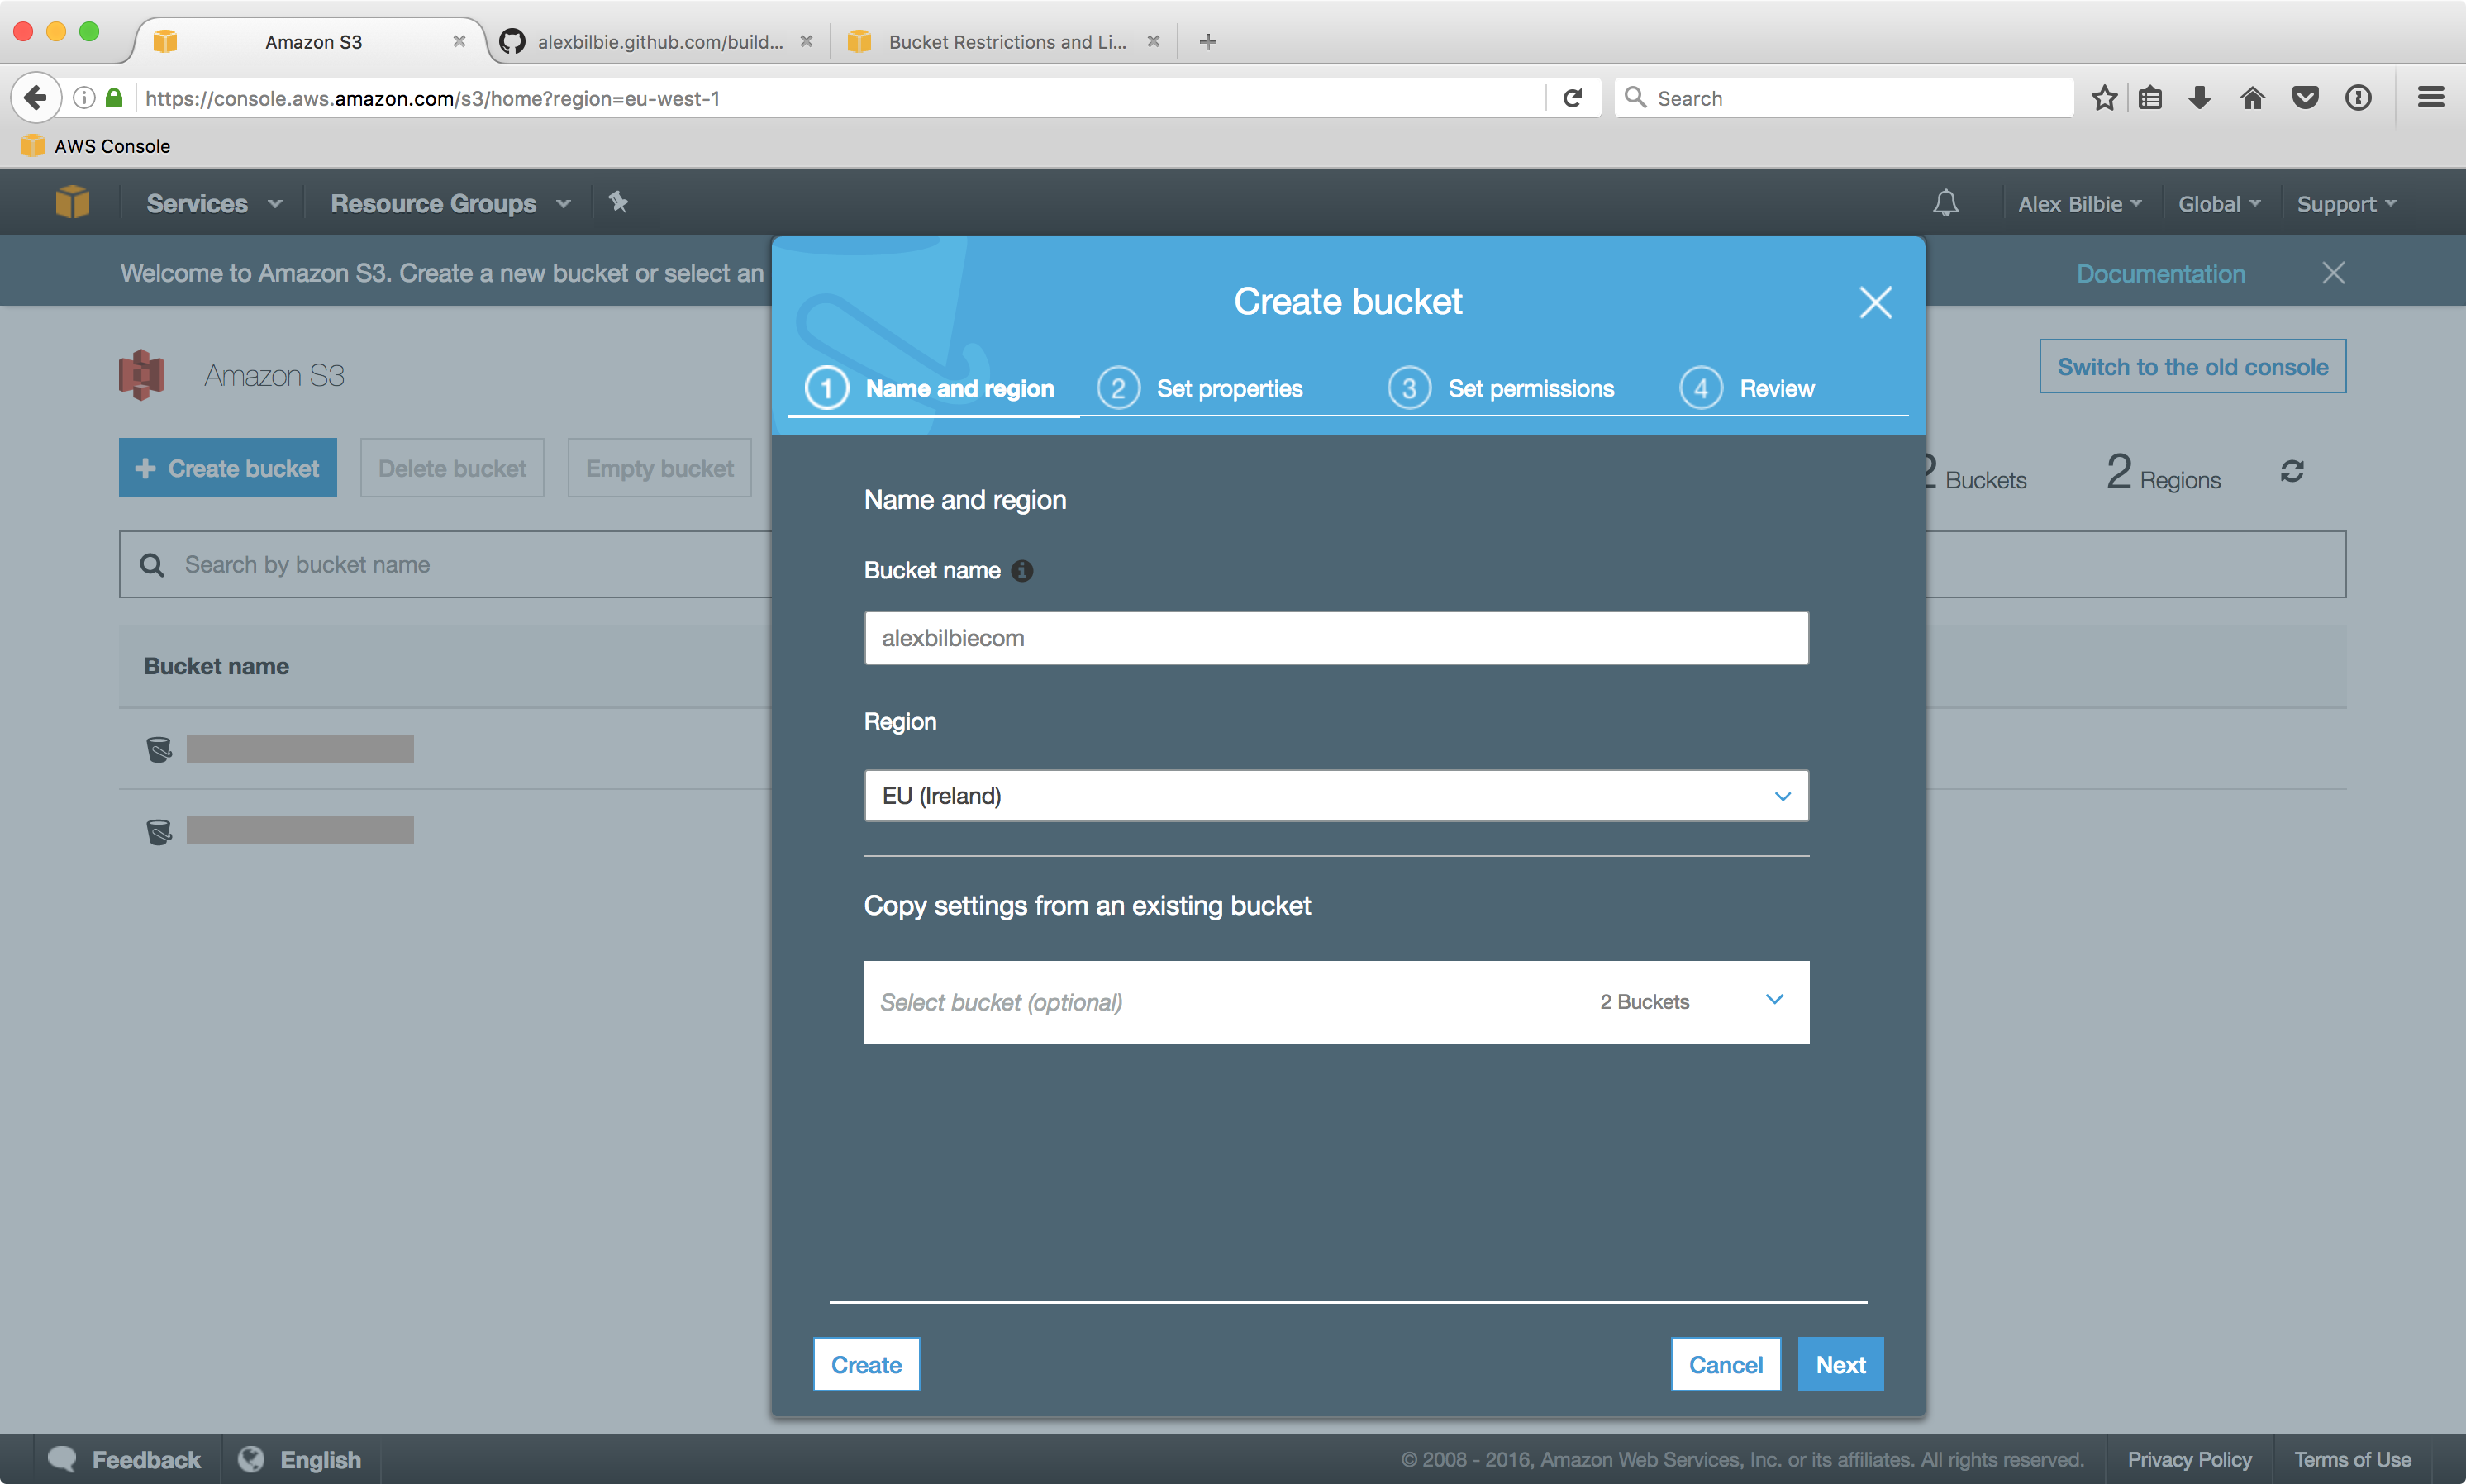 Amazon S3
alexbilbie.github.com/build...
Bucket Restrictions and Li...
https://console.aws.amazon.com/s3/home?region=eu-west-1
Search
AWS Console
Services
Resource Groups
Alex Bilbie
Global
Support
Welcome to Amazon S3. Create a new bucket or select an
Documentation
Create bucket
1 Name and region
2 Set properties
3 Set permissions
4 Review
Amazon S3
Switch to the old console
Create bucket
Delete bucket
Empty bucket
2 Buckets
2 Regions
Search by bucket name
Bucket name
Name and region
Bucket name
alexbilbiecom
Region
EU (Ireland)
Copy settings from an existing bucket
Select bucket (optional)
2 Buckets
Create
Cancel
Next
Feedback
English
© 2008 - 2016, Amazon Web Services, Inc. or its affiliates. All rights reserved.
Privacy Policy
Terms of Use